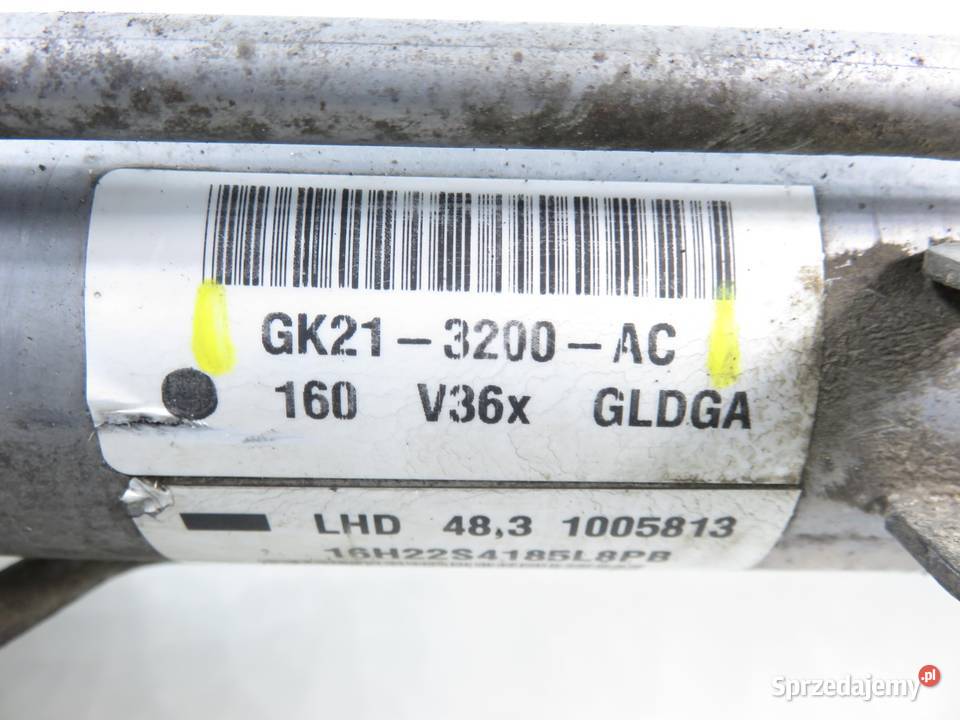 GK21-3200-AC
160 V36x GLDGA
LHD 48,3 1005813
16H22S4185L8PB
Sprzedajemy.pl